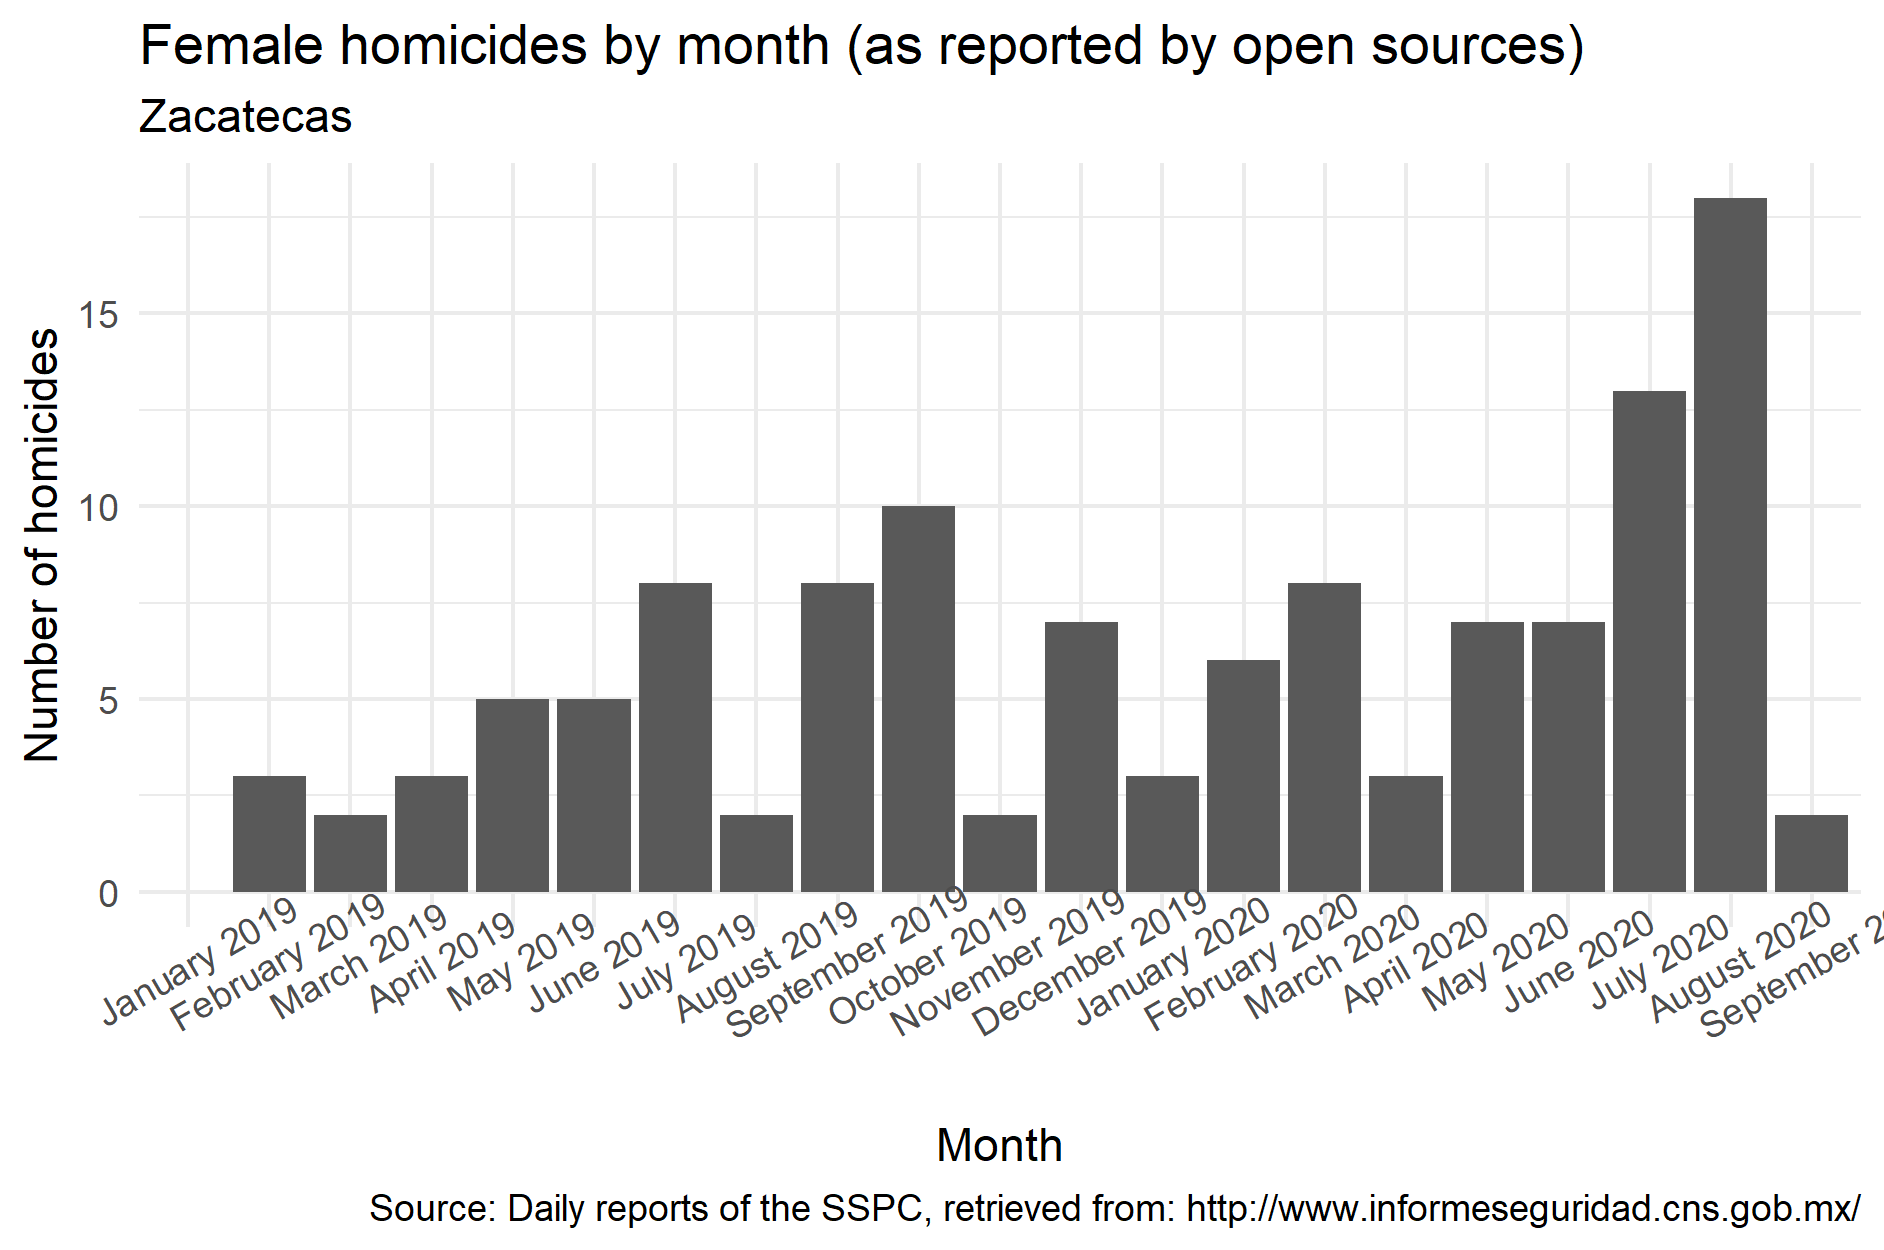 Female homicides by month (as reported by open sources)
Zacatecas
Number of homicides
15
10
5
0
January 2019
February 2019
March 2019
April 2019
May 2019
June 2019
July 2019
August 2019
September 2019
October 2019
November 2019
December 2019
January 2020
February 2020
March 2020
April 2020
May 2020
June 2020
July 2020
August 2020
September 2
Month
Source: Daily reports of the SSPC, retrieved from: http://www.informeseguridad.cns.gob.mx/